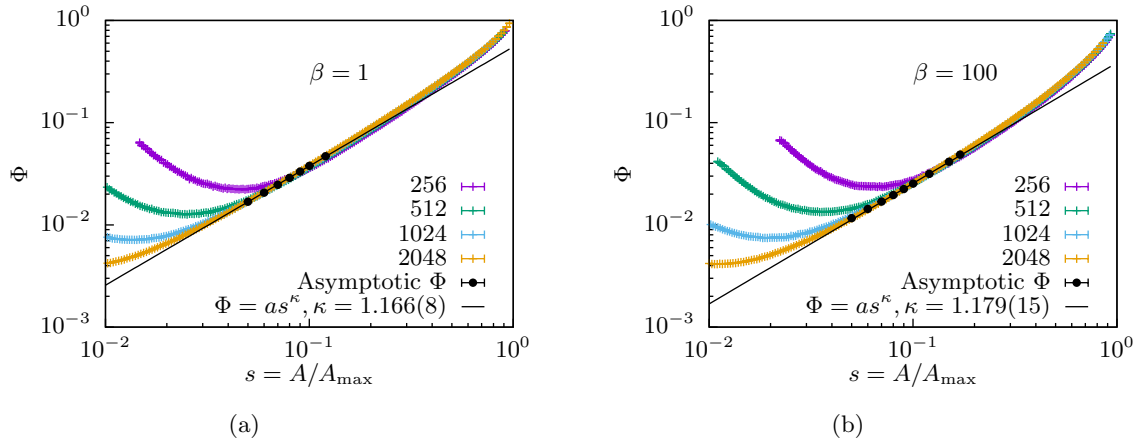 10^0
10^{-1}
10^{-2}
10^{-3}
Φ
β = 1
256
512
1024
2048
Asymptotic Φ
Φ = as^κ, κ = 1.166(8)
10^{-2}
10^{-1}
10^0
s = A/A_max
(a)
10^0
10^{-1}
10^{-2}
10^{-3}
Φ
β = 100
256
512
1024
2048
Asymptotic Φ
Φ = as^κ, κ = 1.179(15)
10^{-2}
10^{-1}
10^0
s = A/A_max
(b)